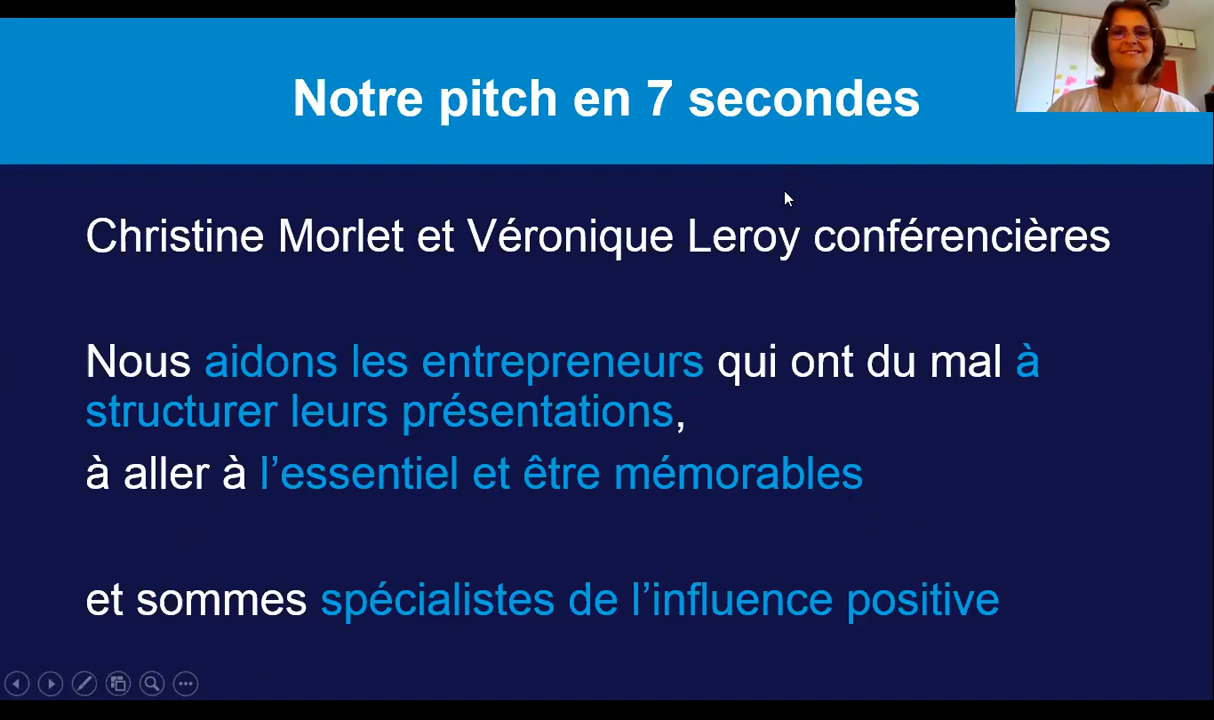 Notre pitch en 7 secondes
Christine Morlet et Véronique Leroy conférencières
Nous aidons les entrepreneurs qui ont du mal à
structurer leurs présentations,
à aller à l’essentiel et être mémorables
et sommes spécialistes de l’influence positive